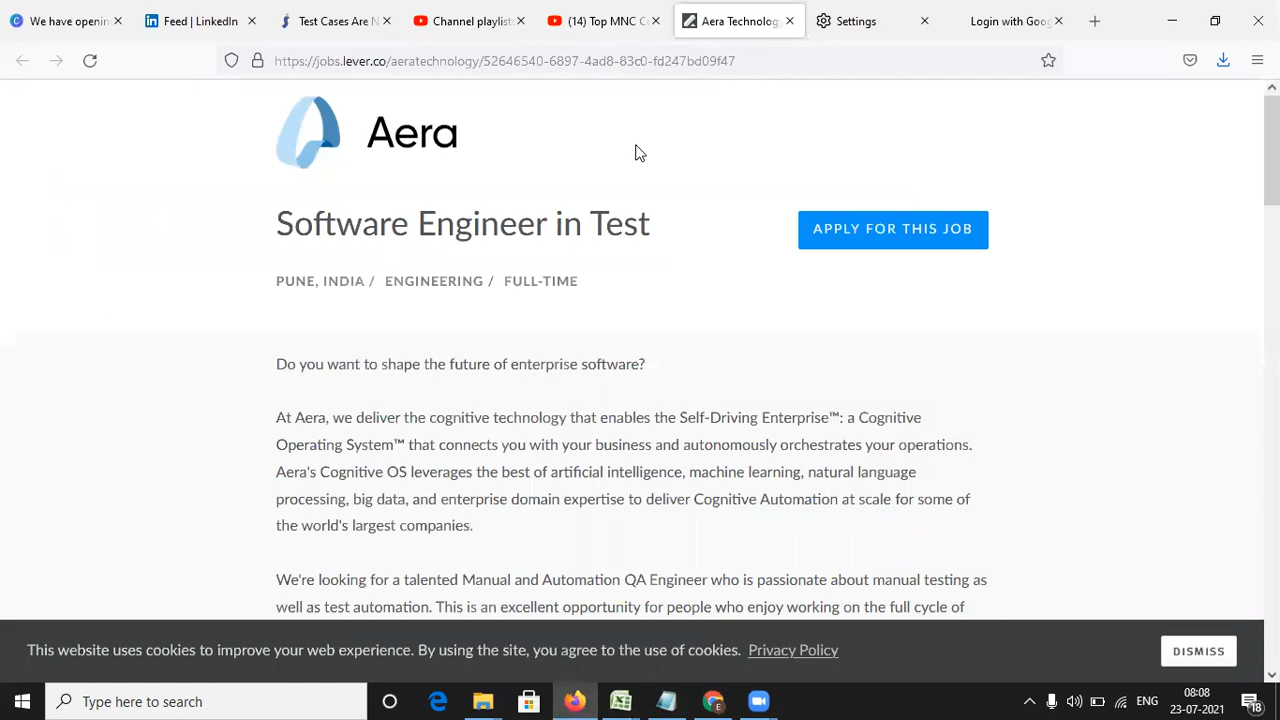 We have openin
Feed | LinkedIn
Test Cases Are N
Channel playlist
(14) Top MNC C
Aera Technology
Settings
Login with Goog
https://jobs.lever.co/aeratechnology/52646540-6897-4ad8-83c0-fd247bd09f47
Aera
Software Engineer in Test
APPLY FOR THIS JOB
PUNE, INDIA / ENGINEERING / FULL-TIME
Do you want to shape the future of enterprise software?
At Aera, we deliver the cognitive technology that enables the Self-Driving Enterprise™: a Cognitive
Operating System™ that connects you with your business and autonomously orchestrates your operations.
Aera's Cognitive OS leverages the best of artificial intelligence, machine learning, natural language
processing, big data, and enterprise domain expertise to deliver Cognitive Automation at scale for some of
the world's largest companies.
We're looking for a talented Manual and Automation QA Engineer who is passionate about manual testing as
well as test automation. This is an excellent opportunity for people who enjoy working on the full cycle of
This website uses cookies to improve your web experience. By using the site, you agree to the use of cookies. Privacy Policy
DISMISS
Type here to search
ENG
08:08
23-07-2021
18